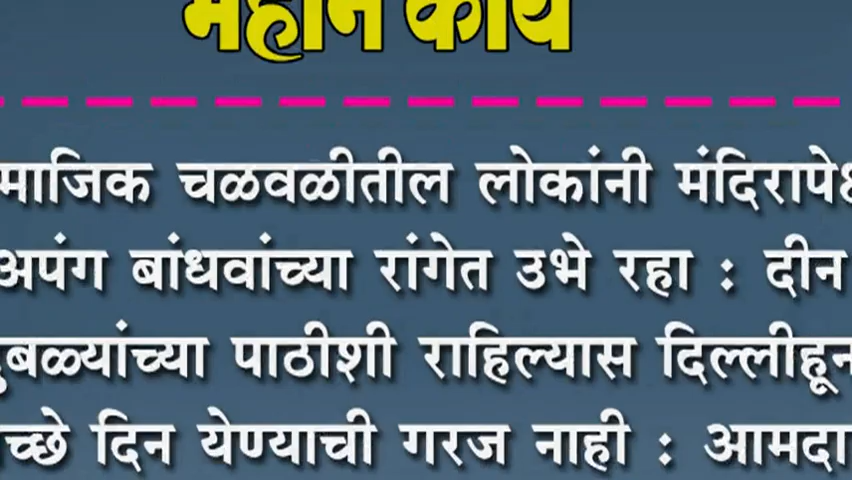 महान कार्य
माजिक चळवळीतील लोकांनी मंदिरापे
अपंग बांधवांच्या रांगेत उभे रहा : दीन
दुबळ्यांच्या पाठीशी राहिल्यास दिल्लीहून
च्छे दिन येण्याची गरज नाही : आमदा